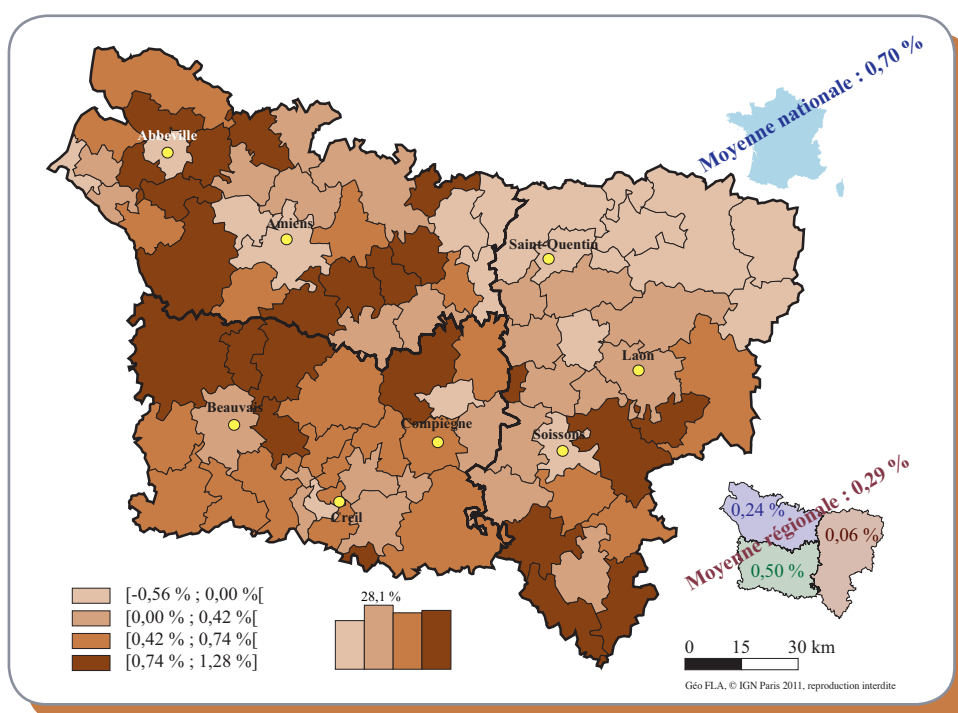 Moyenne nationale : 0,70 %
Abbeville
Amiens
Saint-Quentin
Laon
Beauvais
Compiègne
Soissons
Creil
Moyenne régionale : 0,29 %
0,24 %
0,06 %
0,50 %
[-0,56 % ; 0,00 %[
[0,00 % ; 0,42 %[
[0,42 % ; 0,74 %[
[0,74 % ; 1,28 %]
28,1 %
0 15 30 km
Géo FLA, © IGN Paris 2011, reproduction interdite